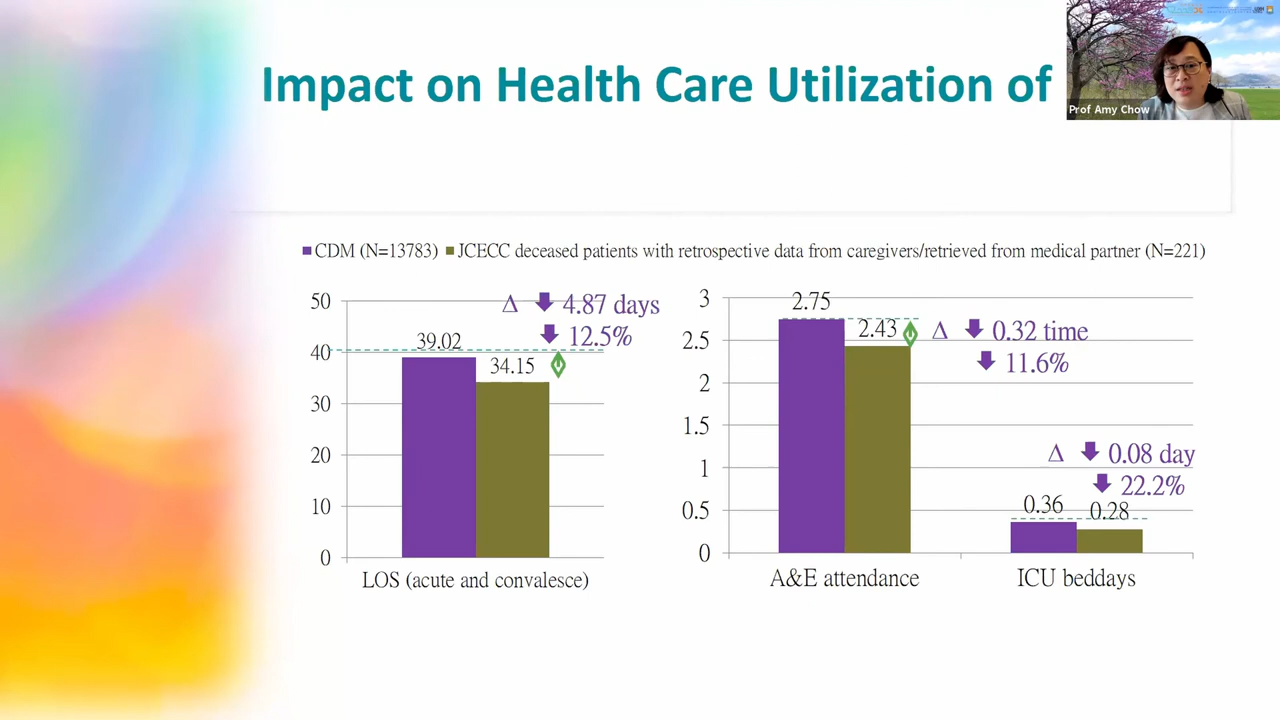 Impact on Health Care Utilization of
Prof Amy Chow
CDM (N=13783) JCECC deceased patients with retrospective data from caregivers/retrieved from medical partner (N=221)
50
40
30
20
10
0
39.02
34.15
Δ 4.87 days
12.5%
LOS (acute and convalesce)
3
2.5
2
1.5
1
0.5
0
2.75
2.43
Δ 0.32 time
11.6%
Δ 0.08 day
22.2%
0.36
0.28
A&E attendance
ICU beddays